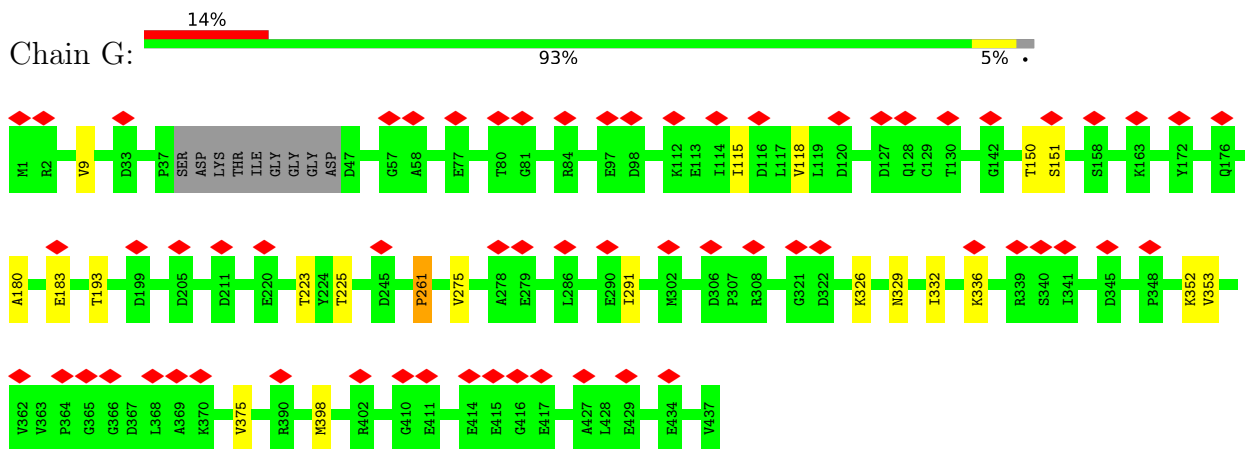 14%
Chain G:
93% 5% •
M1 R2 V9 D33 P37 SER ASP LYS THR ILE GLY GLY GLY ASP D47 G57 A58 E77 T80 G81 R84 E97 D98 K112 E113 I114 I115 D116 L117 V118 L119 D120 D127 Q128 C129 T130 G142 T150 S151 S158 K163 Y172 Q176
A180 E183 T193 D199 D205 D211 E220 T223 Y224 T225 D245 P261 V275 A278 E279 L286 E290 I291 M302 D306 P307 R308 G321 D322 K326 N329 I332 K336 R339 S340 I341 D345 P348 K352 V353
V362 V363 P364 G365 G366 D367 L368 A369 K370 V375 R390 M398 R402 G410 E411 E414 E415 G416 E417 A427 L428 E429 E434 V437